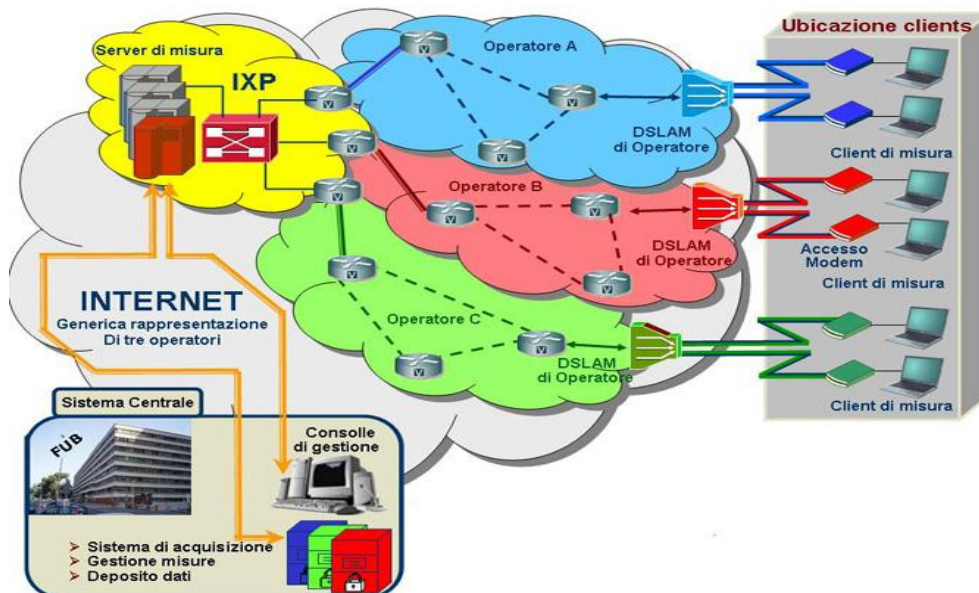 Server di misura
IXP
Operatore A
DSLAM
di Operatore
Ubicazione clients
Client di misura
Operatore B
DSLAM
di Operatore
Accesso
Modem
Client di misura
INTERNET
Generica rappresentazione
Di tre operatori
Operatore C
DSLAM
di Operatore
Client di misura
Sistema Centrale
FUB
Consolle
di gestione
Sistema di acquisizione
Gestione misure
Deposito dati
V
V
V
V
V
V
V
V
V
V
V
V